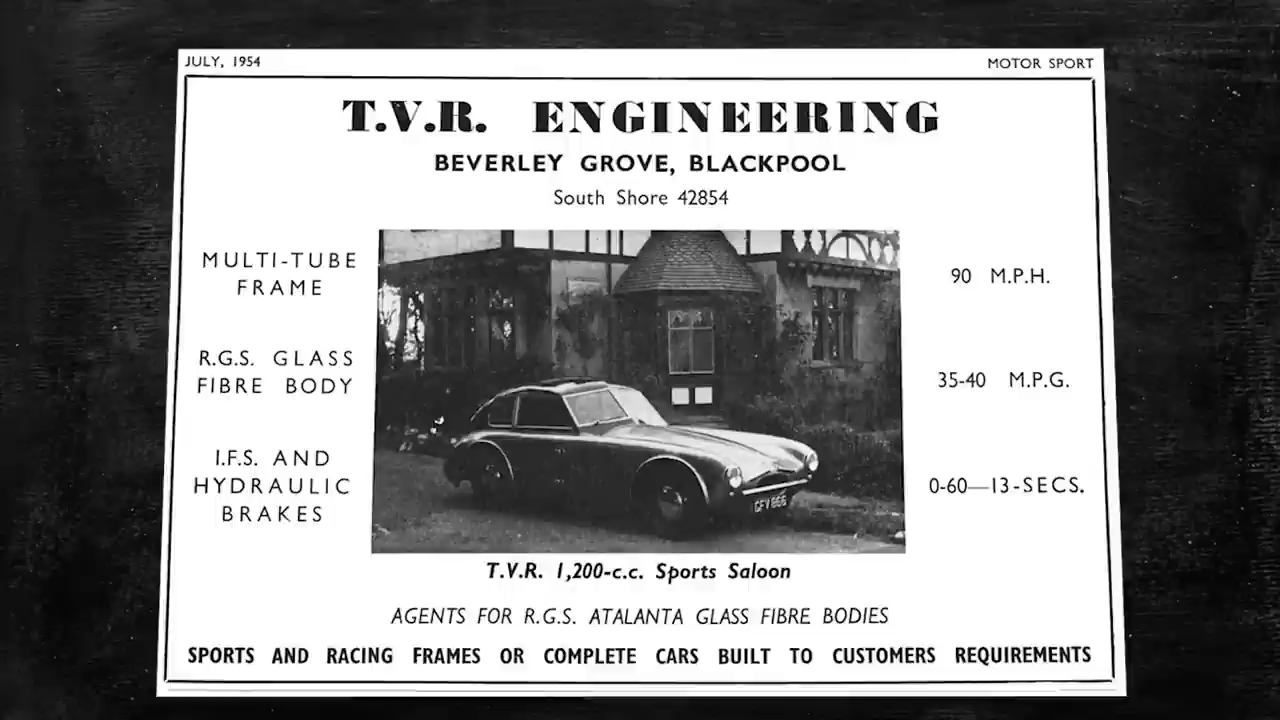 JULY, 1954
MOTOR SPORT
T.V.R. ENGINEERING
BEVERLEY GROVE, BLACKPOOL
South Shore 42854
MULTI-TUBE
FRAME
R.G.S. GLASS
FIBRE BODY
I.F.S. AND
HYDRAULIC
BRAKES
90 M.P.H.
35-40 M.P.G.
0-60—13-SECS.
GFV 866
T.V.R. 1,200-c.c. Sports Saloon
AGENTS FOR R.G.S. ATALANTA GLASS FIBRE BODIES
SPORTS AND RACING FRAMES OR COMPLETE CARS BUILT TO CUSTOMERS REQUIREMENTS